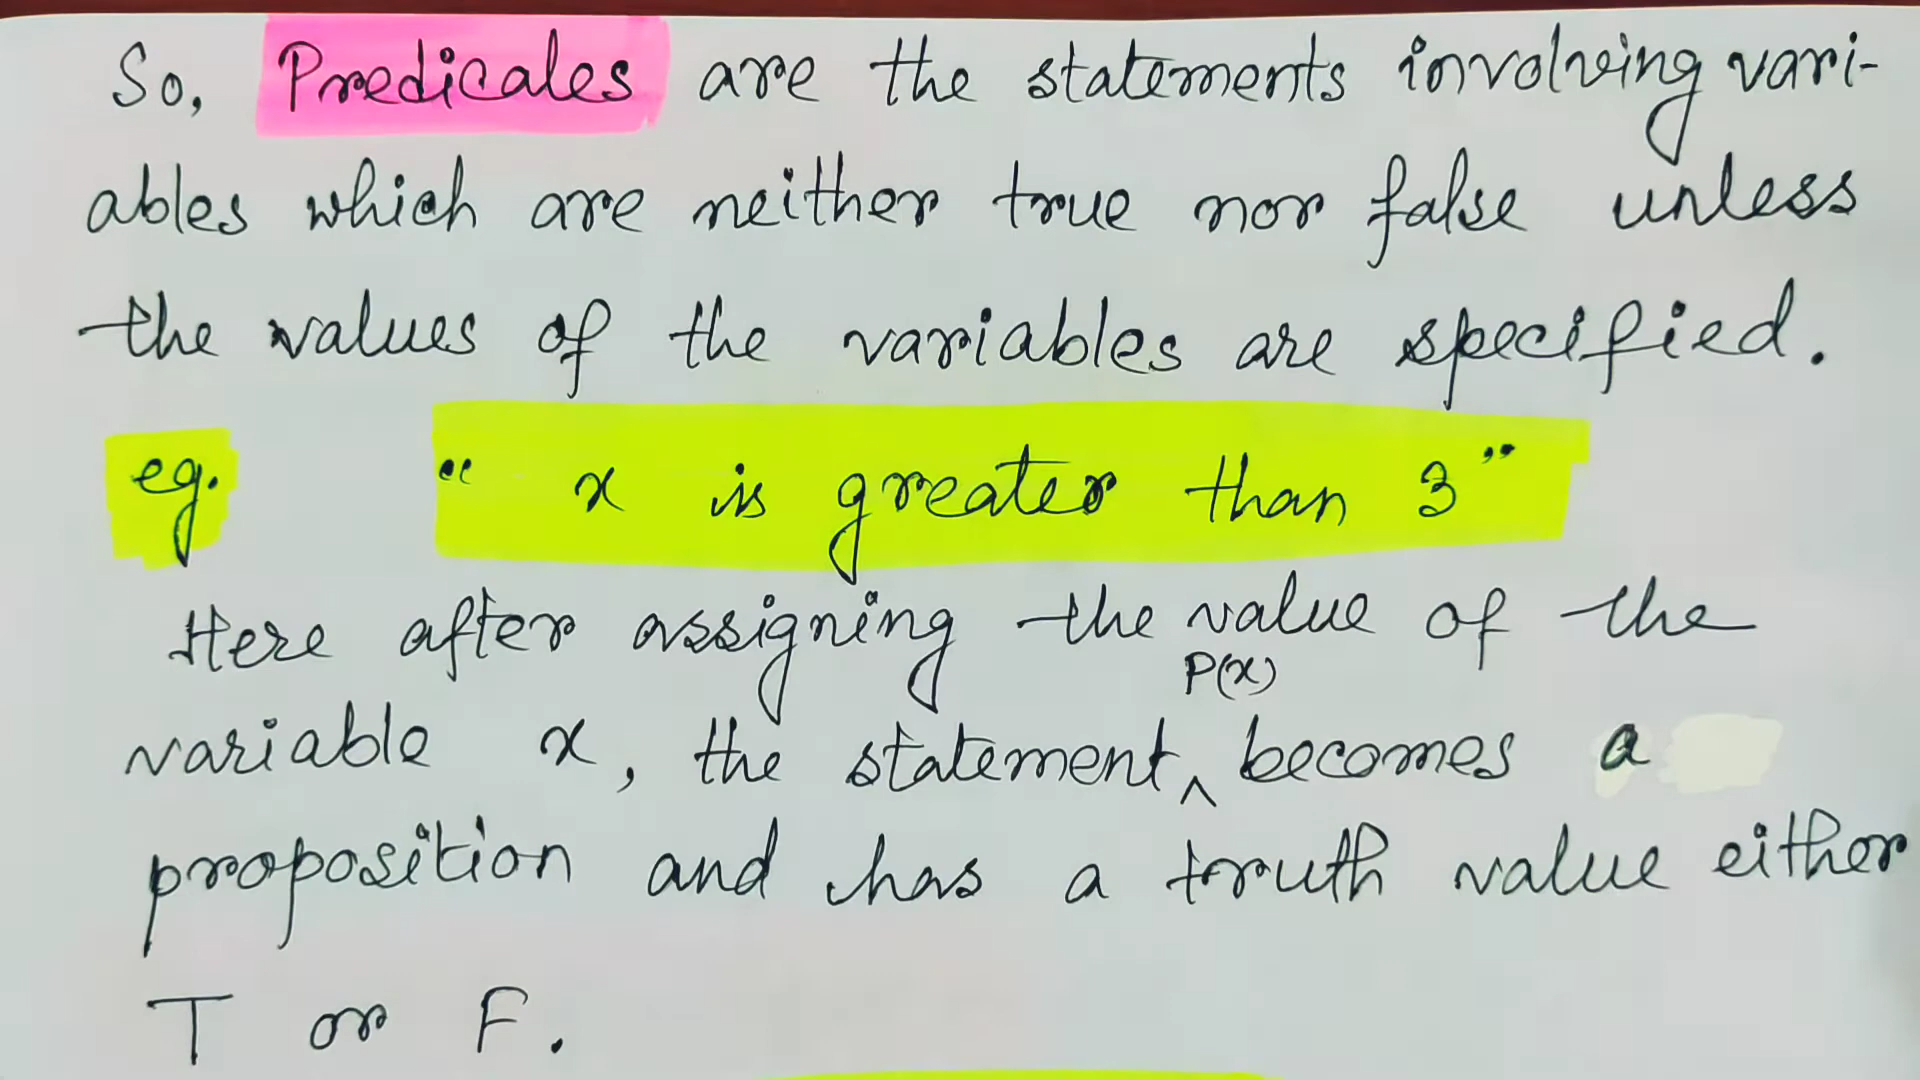 So, Predicates are the statements involving vari-
ables which are neither true nor false unless
the values of the variables are specified.
eg. " x is greater than 3 "
Here after assigning the value of the
P(x)
variable x, the statement ^ becomes a
proposition and has a truth value either
T or F.